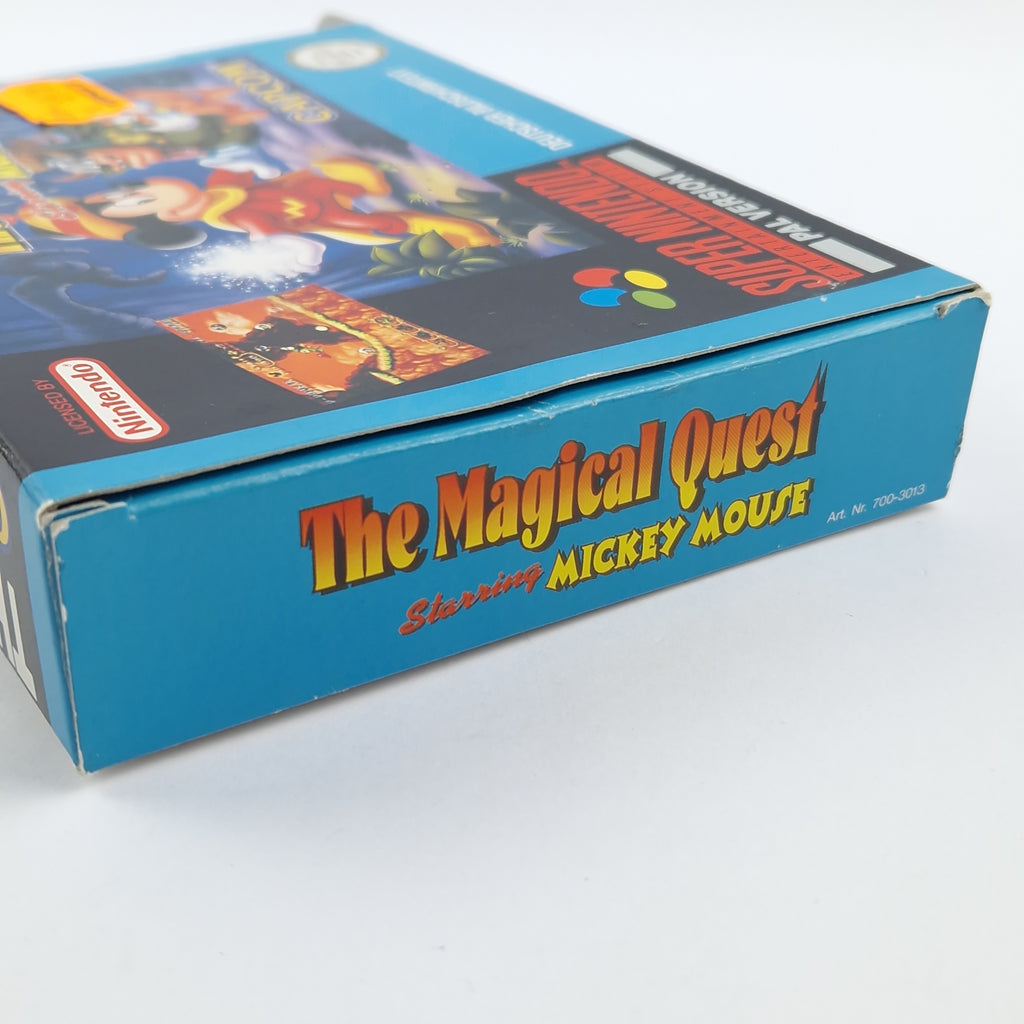 The Magical Quest
Starring MICKEY MOUSE
Art. Nr. 700-3013
SUPER NINTENDO
PAL VERSION
CAPCOM
LICENSED BY
Nintendo